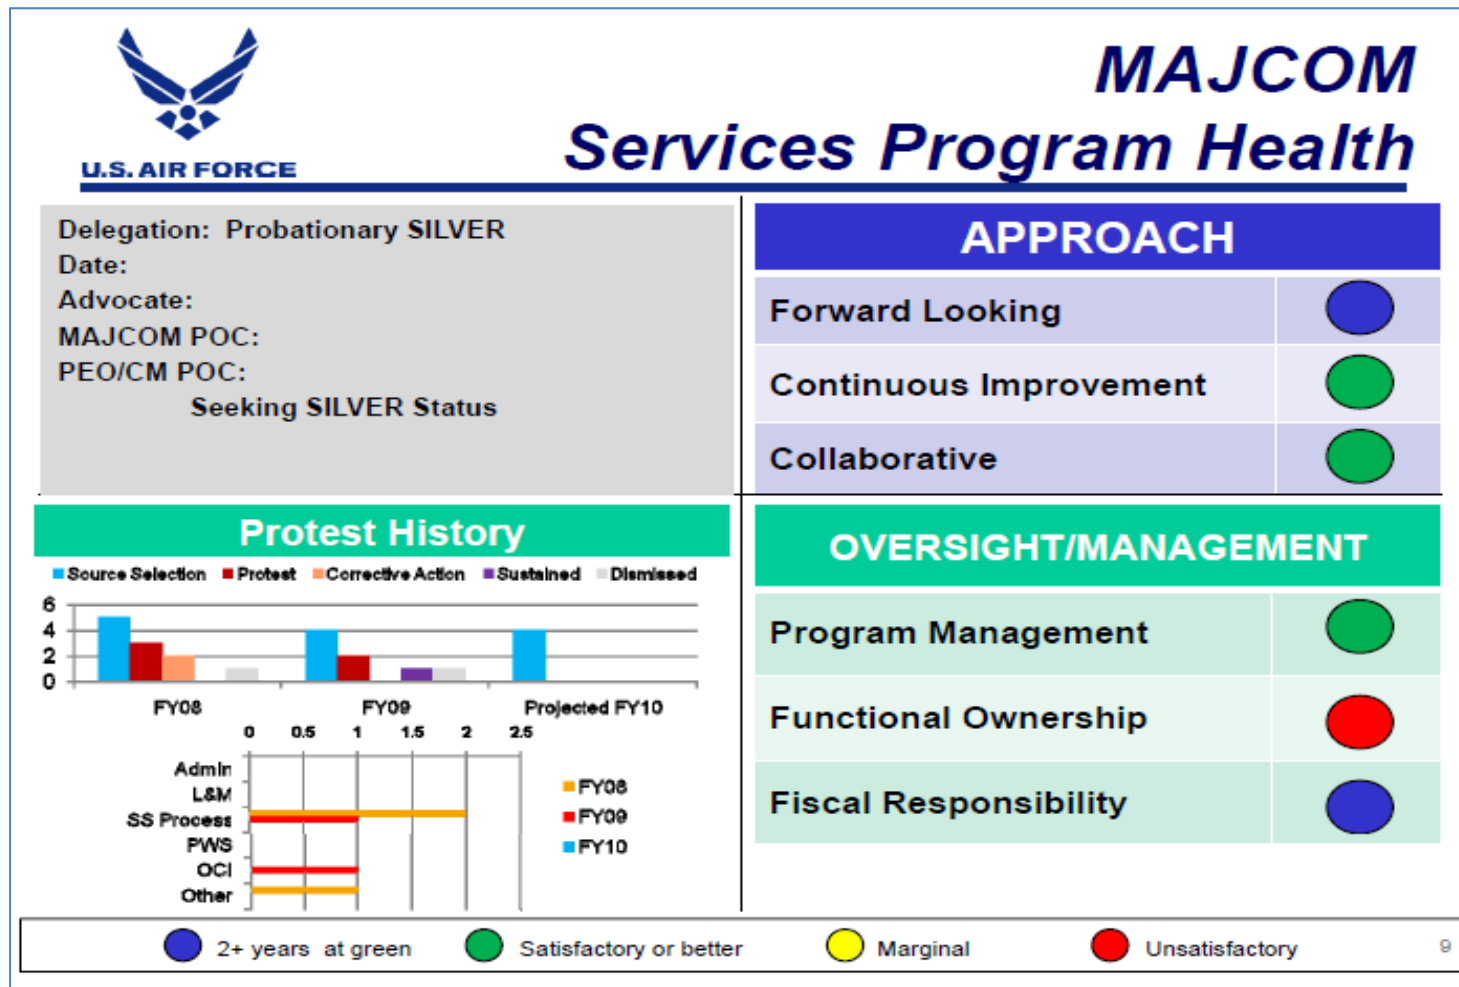 U.S. AIR FORCE
MAJCOM
Services Program Health
Delegation: Probationary SILVER
Date:
Advocate:
MAJCOM POC:
PEO/CM POC:
Seeking SILVER Status
APPROACH
Forward Looking
Continuous Improvement
Collaborative
Protest History
Source Selection Protest Corrective Action Sustained Dismissed
6
4
2
0
FY08 FY09 Projected FY10
0 0.5 1 1.5 2 2.5
Admin
L&M
SS Process
PWS
OCI
Other
FY08
FY09
FY10
OVERSIGHT/MANAGEMENT
Program Management
Functional Ownership
Fiscal Responsibility
2+ years at green Satisfactory or better Marginal Unsatisfactory 9